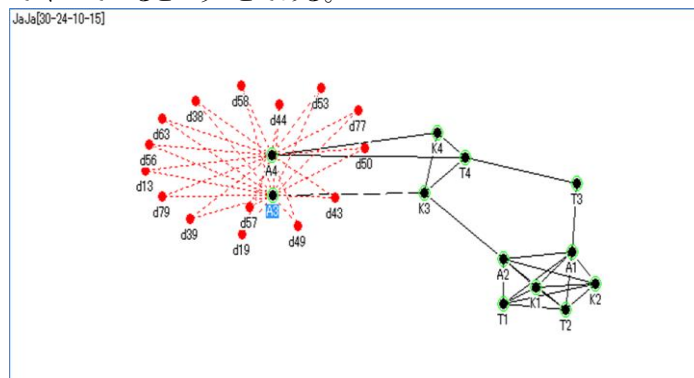 JaJa[30-24-10-15]
d58
d53
d38
d44
d77
d63
K4
d56
A4
d50
T4
d13
T3
d79
A3
d57
d43
K3
d39
d19
d49
A2
A1
K1
K2
T1
T2